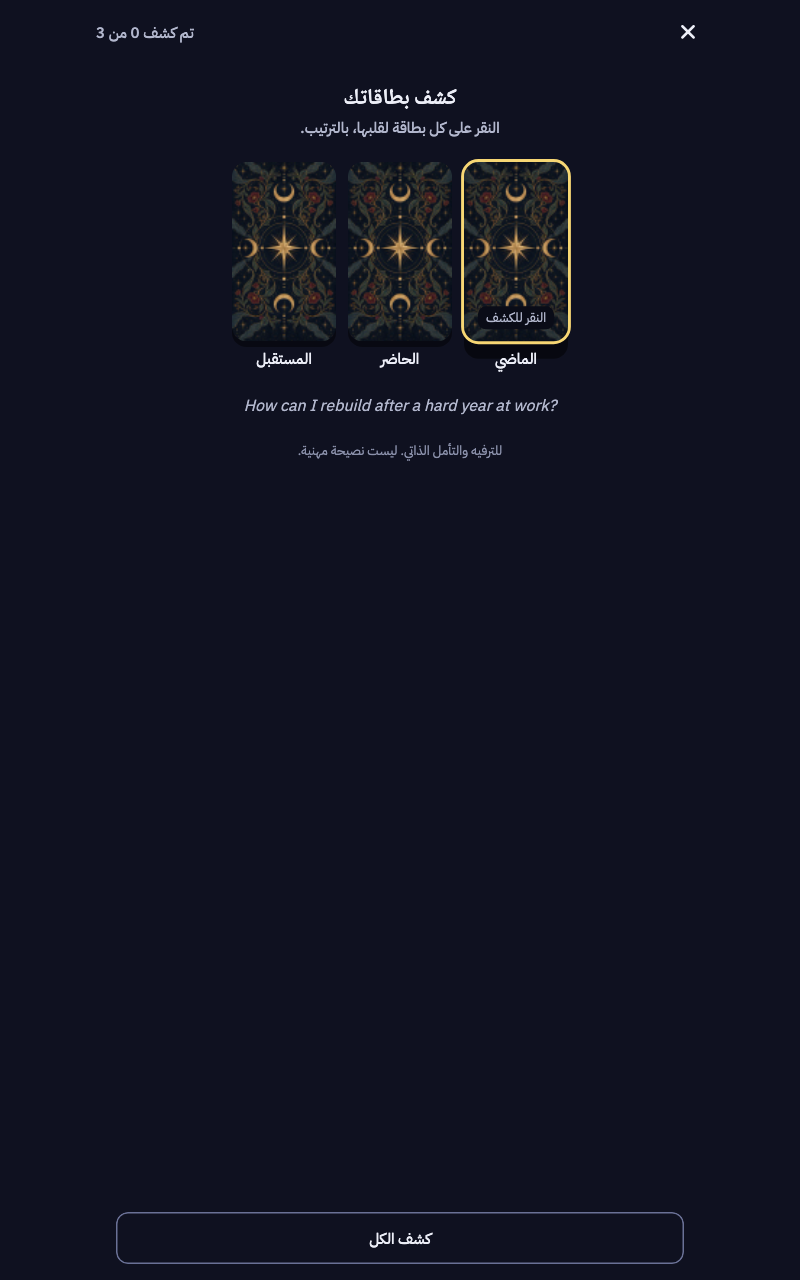 تم كشف 0 من 3
كشف بطاقاتك
النقر على كل بطاقة لقلبها، بالترتيب.
النقر للكشف
الماضي
الحاضر
المستقبل
How can I rebuild after a hard year at work?
للترفيه والتأمل الذاتي. ليست نصيحة مهنية.
كشف الكل